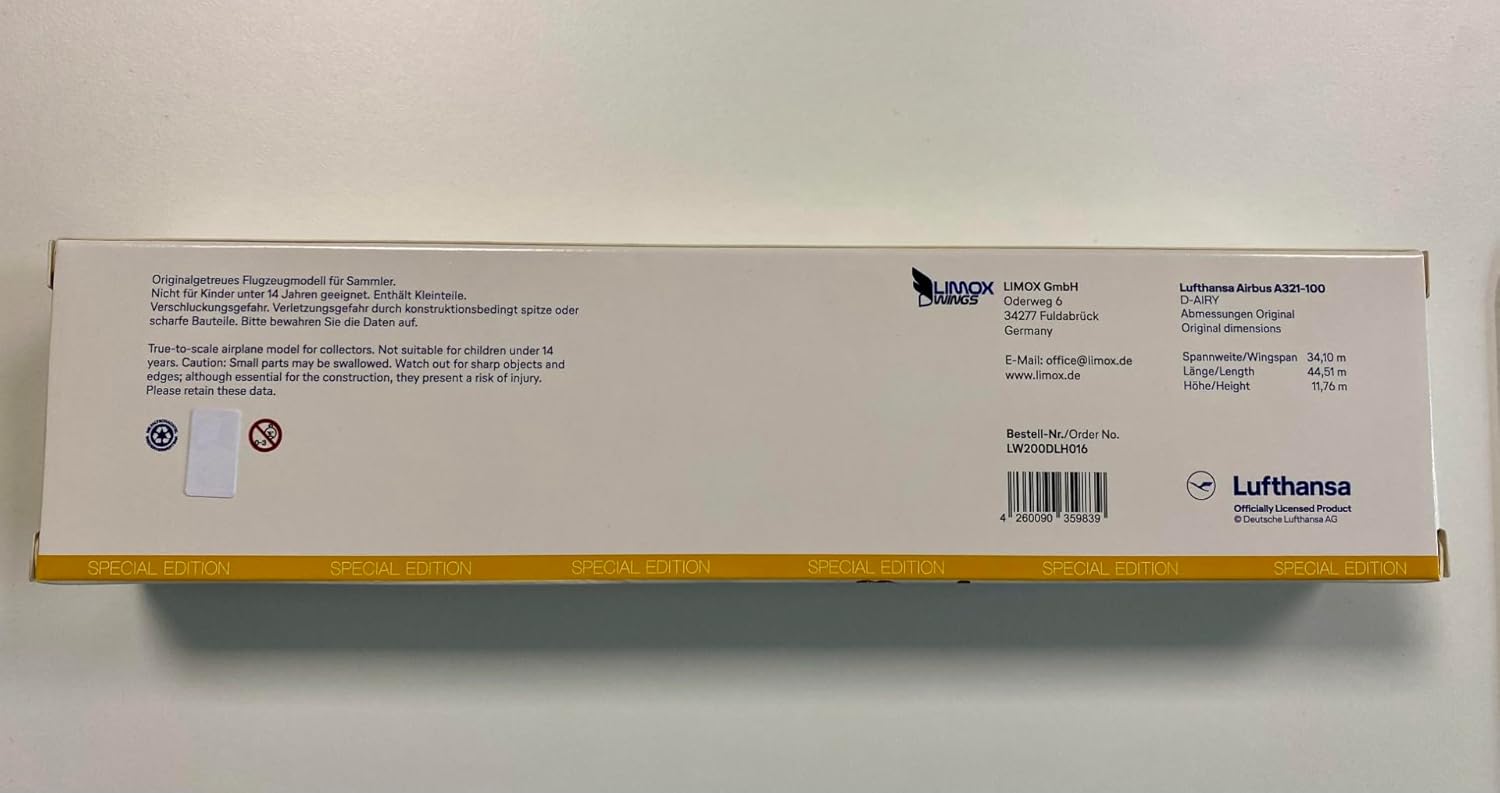 Originalgetreues Flugzeugmodell für Sammler.
Nicht für Kinder unter 14 Jahren geeignet. Enthält Kleinteile.
Verschluckungsgefahr. Verletzungsgefahr durch konstruktionsbedingt spitze oder
scharfe Bauteile. Bitte bewahren Sie die Daten auf.
True-to-scale airplane model for collectors. Not suitable for children under 14
years. Caution: Small parts may be swallowed. Watch out for sharp objects and
edges; although essential for the construction, they present a risk of injury.
Please retain these data.
0-3
LIMOX
WINGS
LIMOX GmbH
Oderweg 6
34277 Fuldabrück
Germany
E-Mail: office@limox.de
www.limox.de
Bestell-Nr./Order No.
LW200DLH016
4 260090 359839
Lufthansa Airbus A321-100
D-AIRY
Abmessungen Original
Original dimensions
Spannweite/Wingspan 34,10 m
Länge/Length 44,51 m
Höhe/Height 11,76 m
Lufthansa
Officially Licensed Product
© Deutsche Lufthansa AG
SPECIAL EDITION SPECIAL EDITION SPECIAL EDITION SPECIAL EDITION SPECIAL EDITION SPECIAL EDITION